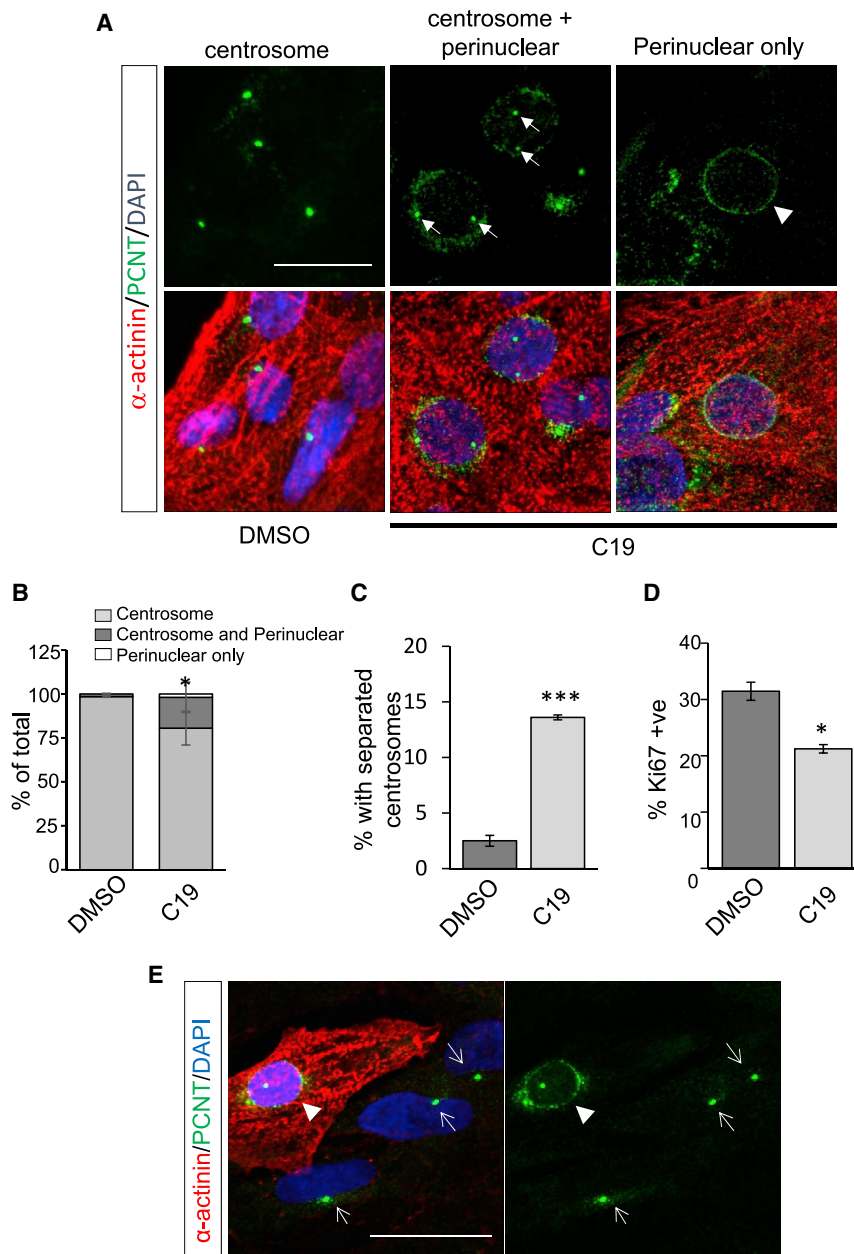 A
centrosome
centrosome +
perinuclear
Perinuclear only
α-actinin/PCNT/DAPI
DMSO
C19
B
Centrosome
Centrosome and Perinuclear
Perinuclear only
% of total
125
100
75
50
25
0
*
DMSO
C19
C
% with separated
centrosomes
20
15
10
5
0
***
DMSO
C19
D
% Ki67 +ve
40
30
20
10
0
*
DMSO
C19
E
α-actinin/PCNT/DAPI